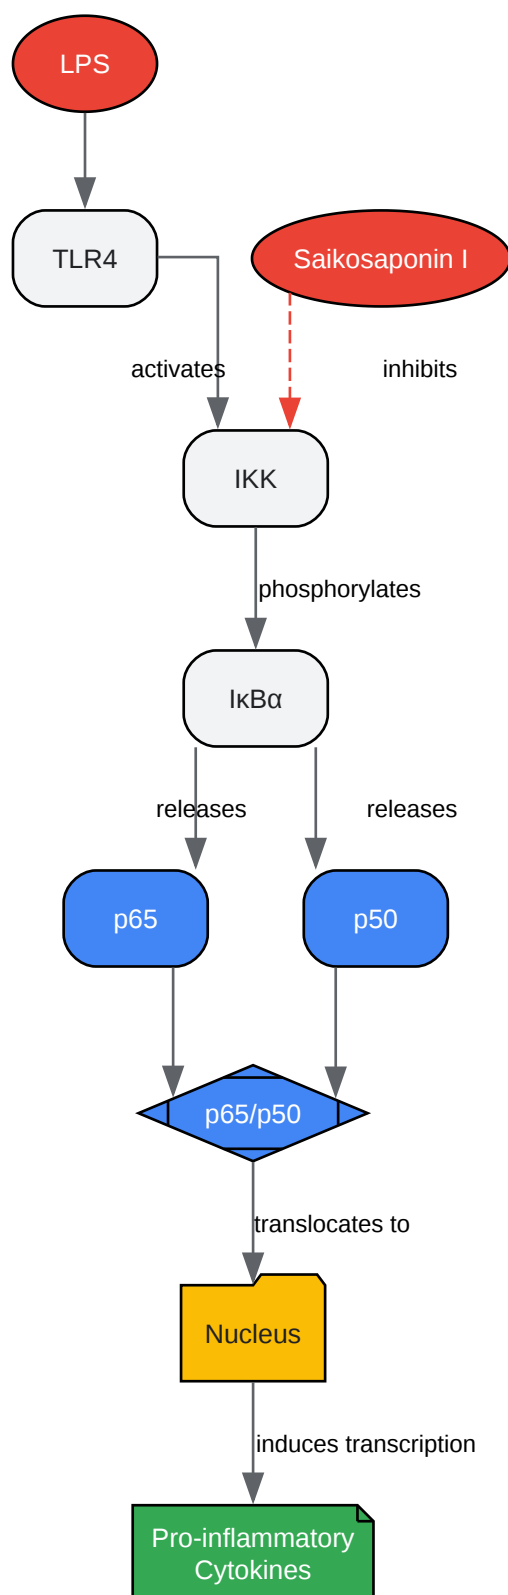 LPS
TLR4
Saikosaponin I
activates
inhibits
IKK
phosphorylates
IκBα
releases
releases
p65
p50
p65/p50
translocates to
Nucleus
induces transcription
Pro-inflammatory
Cytokines